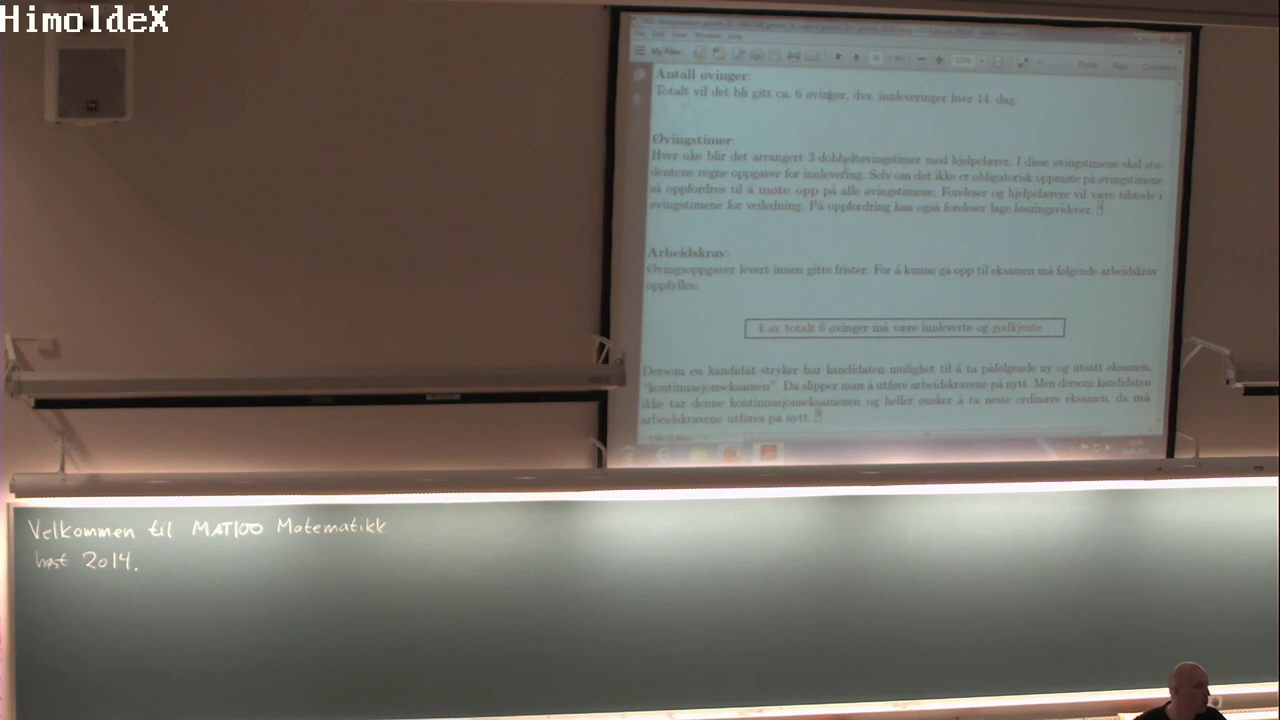 HimoldeX
My Files
Antall øvinger:
Totalt vil det bli gitt ca. 6 øvinger, dvs. innleveringer hver 14. dag.
Øvingstimer:
Hver uke blir det arrangert 3 dobbeltøvingstimer med hjelpelærer. I disse øvingstimene skal stu-
dentene regne oppgaver for innlevering. Selv om det ikke er obligatorisk oppmøte på øvingstimene
så oppfordres til å møte opp på alle øvingstimene. Foreleser og hjelpelærere vil være tilstede i
øvingstimene for veiledning. På oppfordring kan også foreleser lage løsningsvideoer.
Arbeidskrav:
Øvingsoppgaver levert innen gitte frister. For å kunne gå opp til eksamen må følgende arbeidskrav
oppfylles:
4 av totalt 6 øvinger må være innleverte og godkjente
Dersom en kandidat stryker har kandidaten mulighet til å ta påfølgende ny og utsatt eksamen,
"kontinuasjonseksamen". Da slipper man å utføre arbeidskravene på nytt. Men dersom kandidaten
ikke tar denne kontinuasjonseksamenen og heller ønsker å ta neste ordinære eksamen, da må
arbeidskravene utføres på nytt.
Velkommen til MAT100 Matematikk
høst 2014.